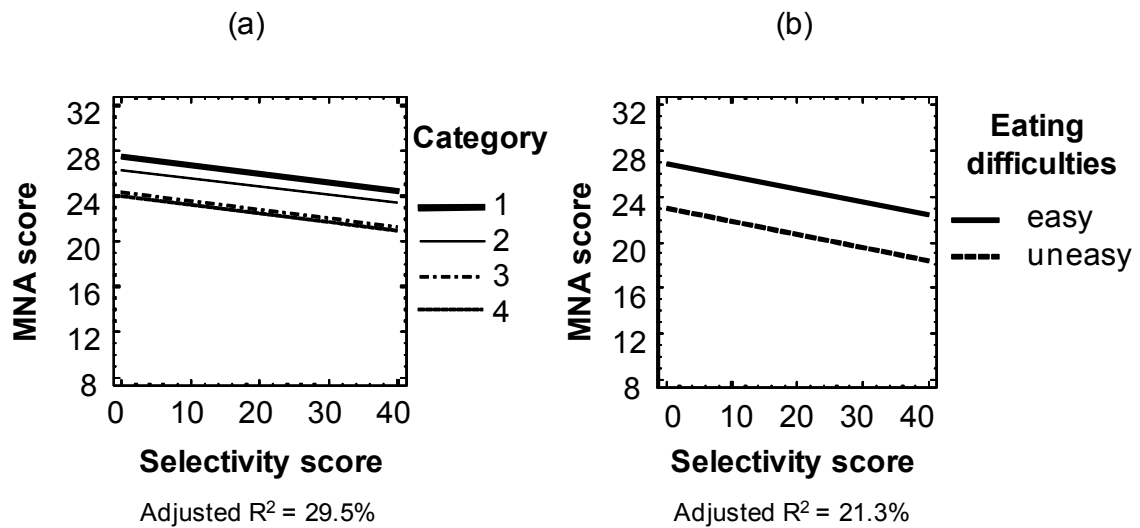 (a)
MNA score
32
28
24
20
16
12
8
0 10 20 30 40
Selectivity score
Adjusted R² = 29.5%
Category
1
2
3
4
(b)
MNA score
32
28
24
20
16
12
8
0 10 20 30 40
Selectivity score
Adjusted R² = 21.3%
Eating
difficulties
easy
uneasy